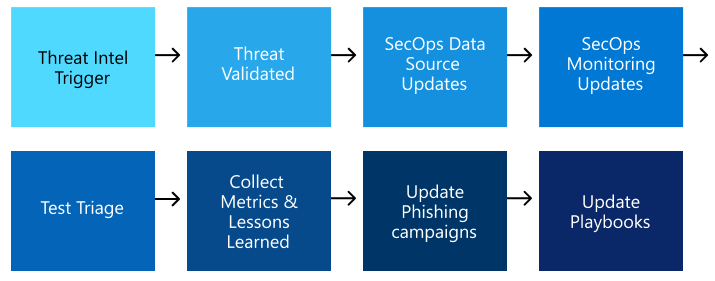 Threat Intel
Trigger
Threat
Validated
SecOps Data
Source
Updates
SecOps
Monitoring
Updates
Test Triage
Collect
Metrics &
Lessons
Learned
Update
Phishing
campaigns
Update
Playbooks